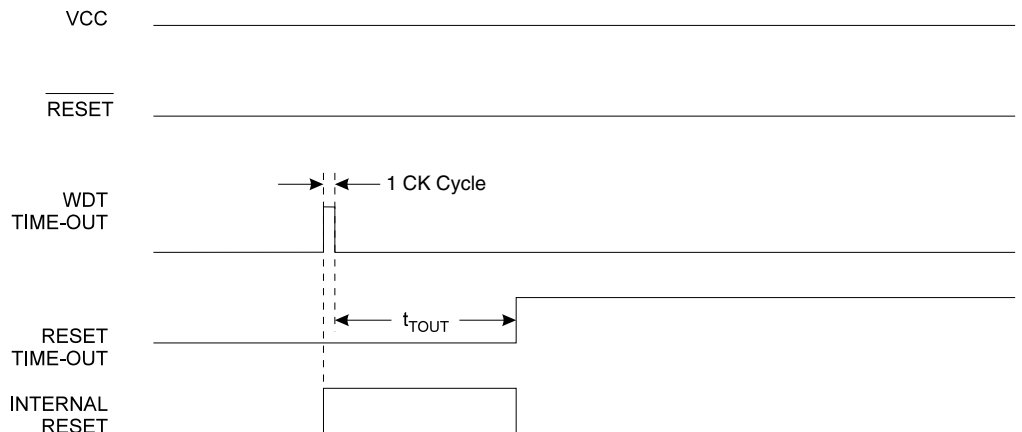 VCC
RESET
1 CK Cycle
WDT
TIME-OUT
tTOUT
RESET
TIME-OUT
INTERNAL
RESET